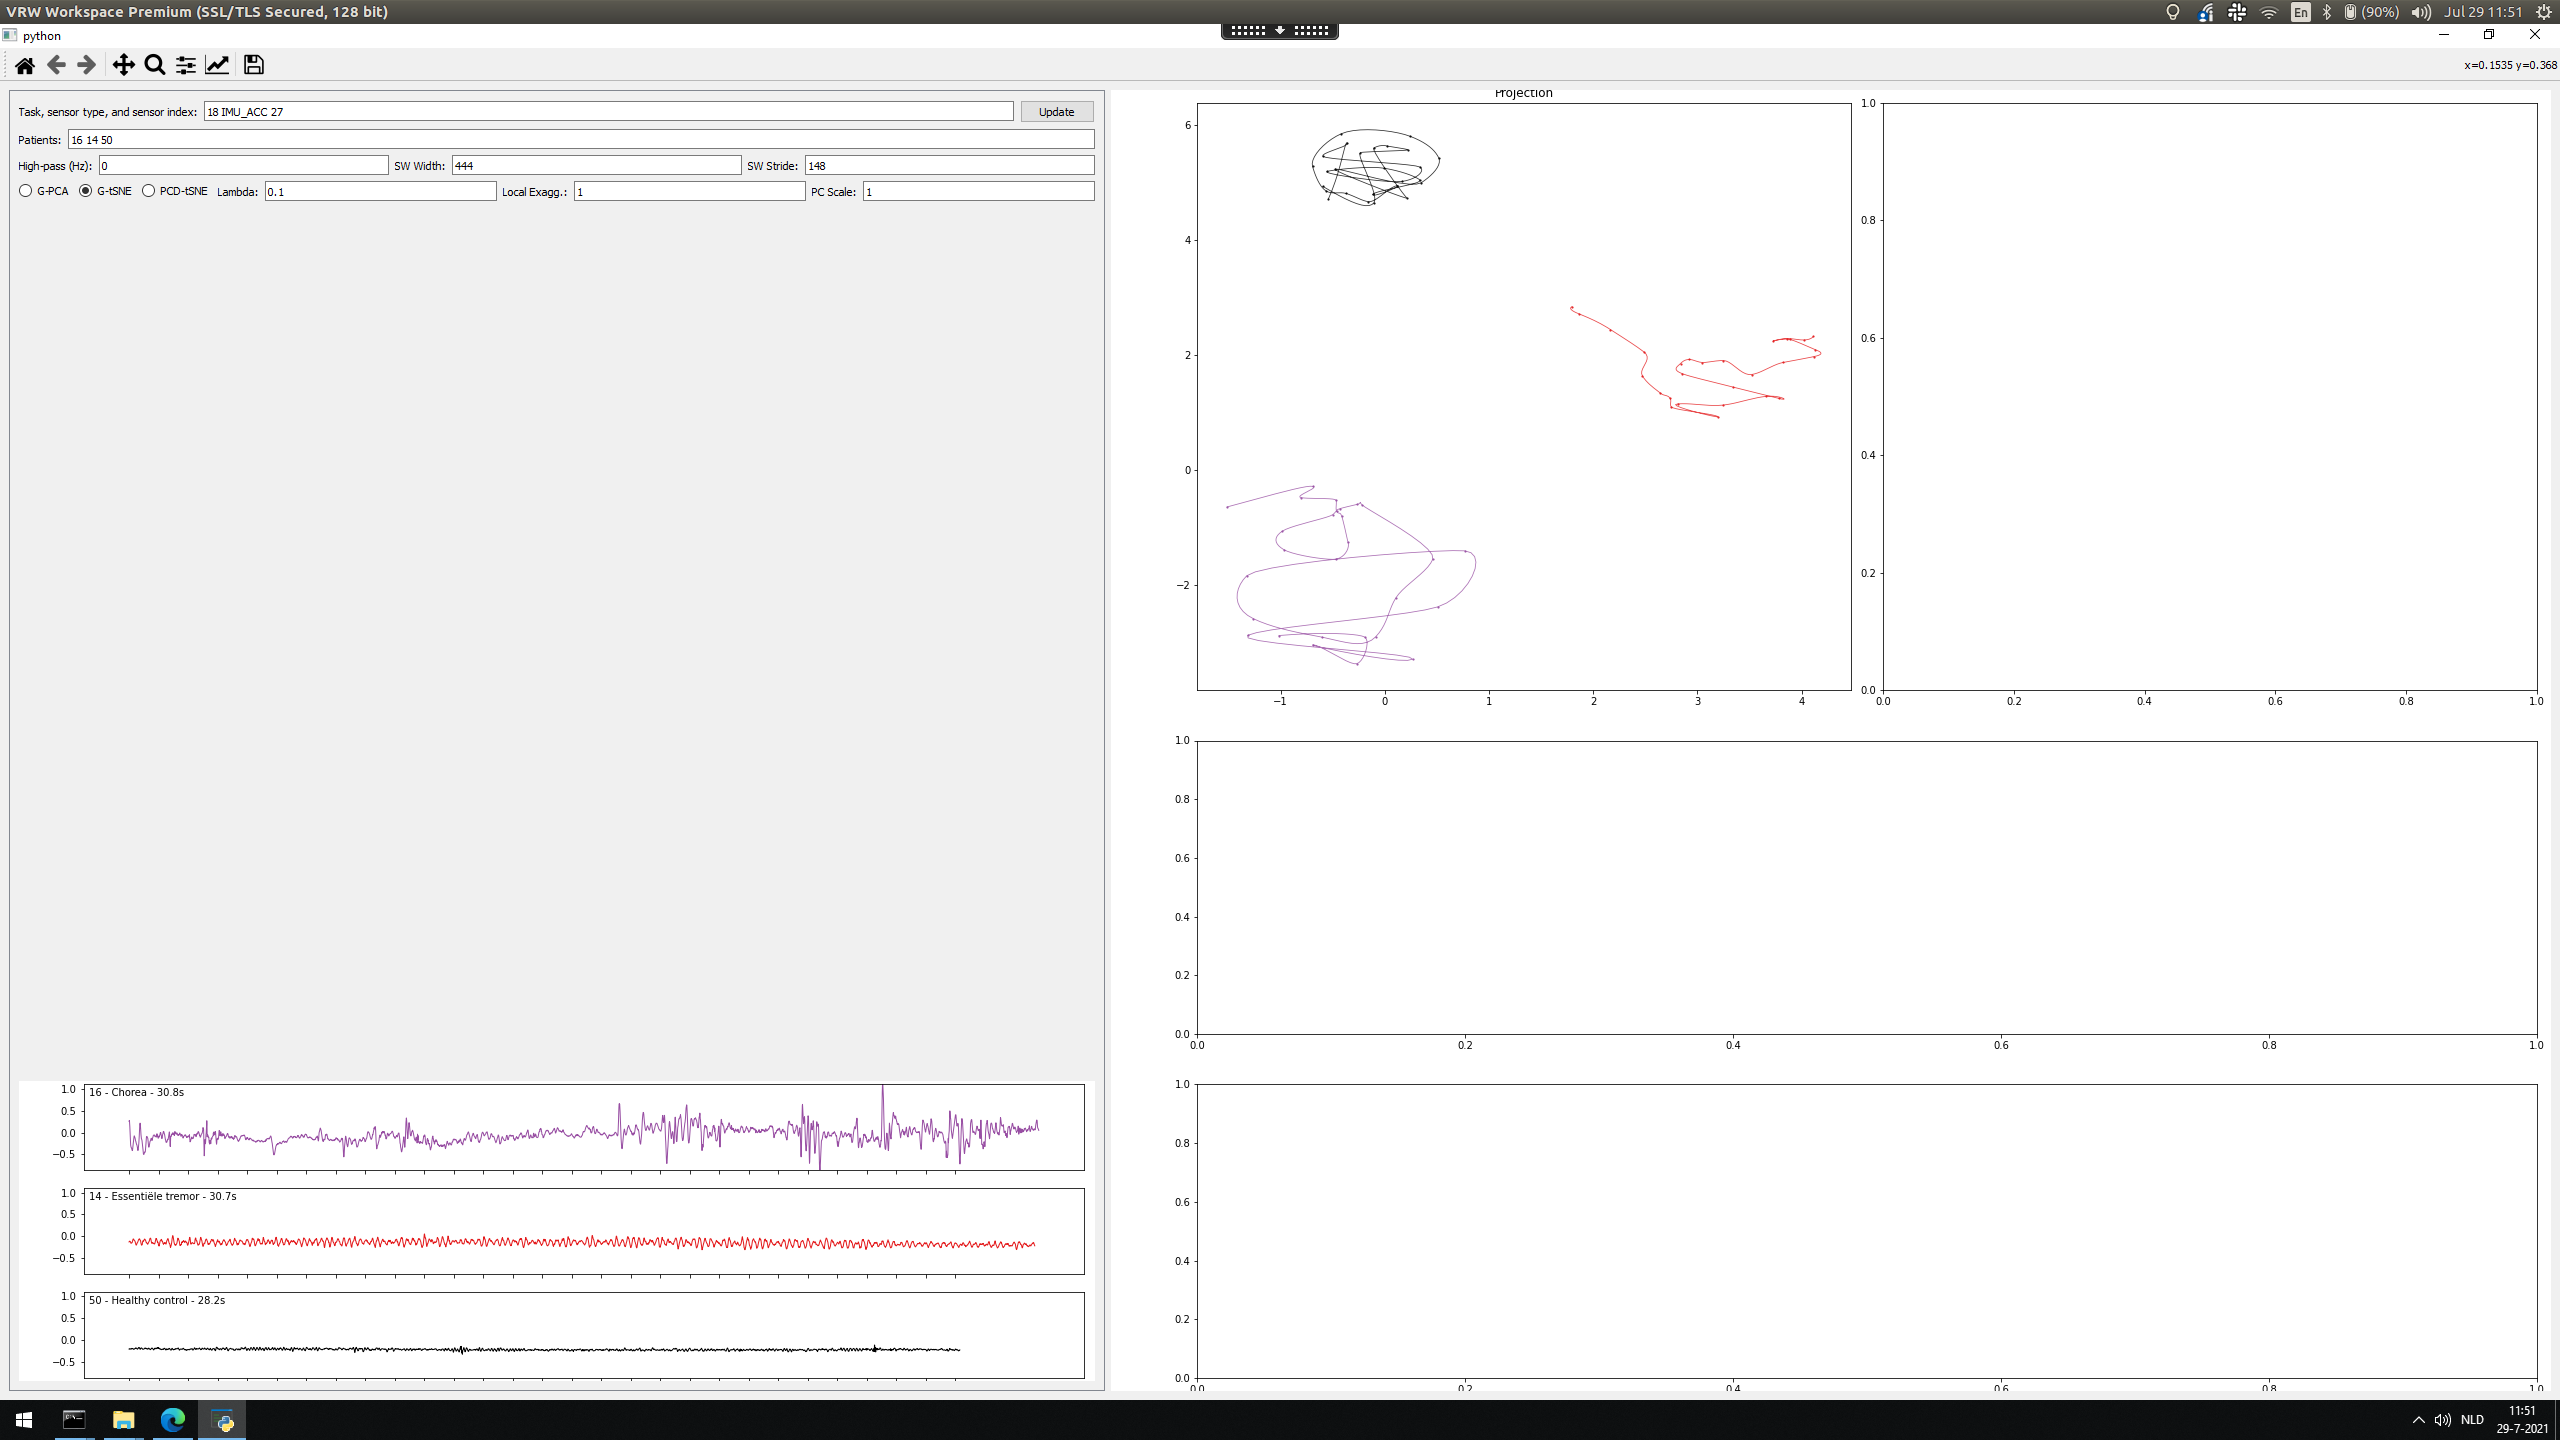 VRW Workspace Premium (SSL/TLS Secured, 128 bit)
En (90%) Jul 29 11:51
python
x=0.1535 y=0.368
Task, sensor type, and sensor index: 18 IMU_ACC 27 Update
Patients: 16 14 50
High-pass (Hz): 0 SW Width: 444 SW Stride: 148
G-PCA G-tSNE PCD-tSNE Lambda: 0.1 Local Exagg.: 1 PC Scale: 1
Projection
6
4
2
0
−2
−1 0 1 2 3 4
1.0
0.8
0.6
0.4
0.2
0.0
0.0 0.2 0.4 0.6 0.8 1.0
1.0
0.8
0.6
0.4
0.2
0.0
0.0 0.2 0.4 0.6 0.8 1.0
1.0
0.8
0.6
0.4
0.2
0.0
0.0 0.2 0.4 0.6 0.8 1.0
16 - Chorea - 30.8s
1.0
0.5
0.0
−0.5
14 - Essentiële tremor - 30.7s
1.0
0.5
0.0
−0.5
50 - Healthy control - 28.2s
1.0
0.5
0.0
−0.5
NLD
11:51
29-7-2021